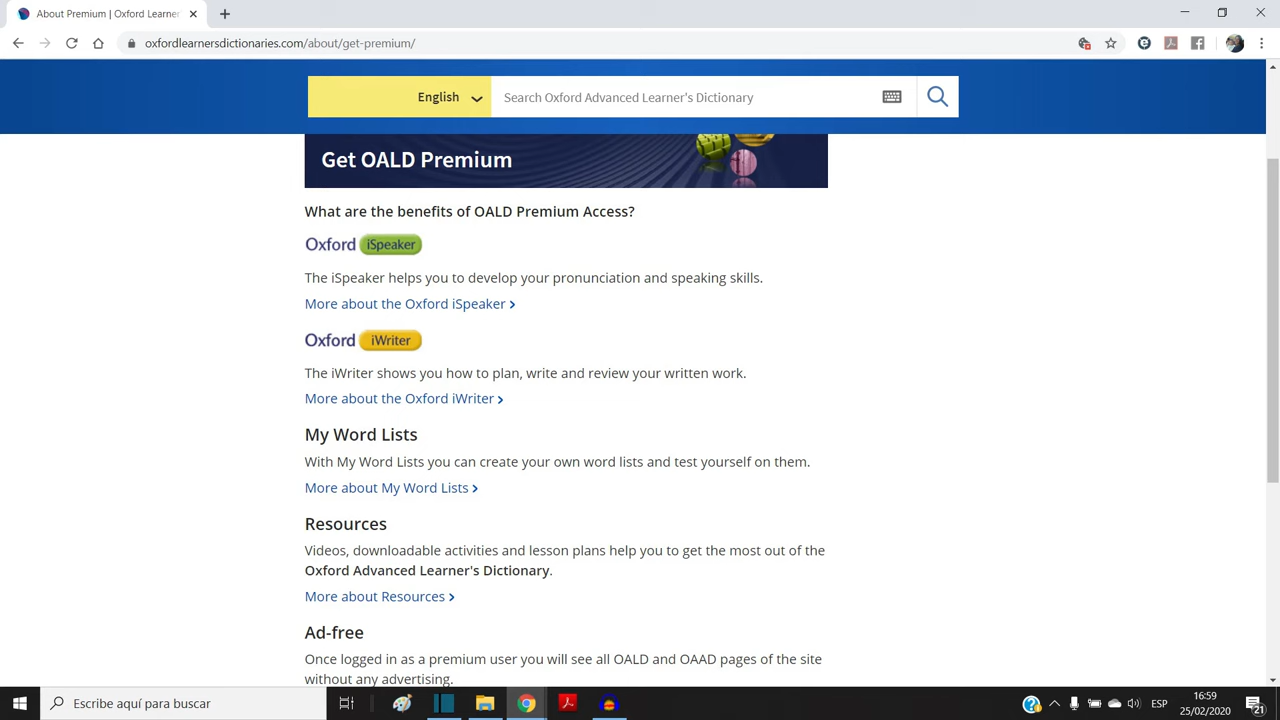 About Premium | Oxford Learner
oxfordlearnersdictionaries.com/about/get-premium/
English
Search Oxford Advanced Learner's Dictionary
Get OALD Premium
What are the benefits of OALD Premium Access?
Oxford iSpeaker
The iSpeaker helps you to develop your pronunciation and speaking skills.
More about the Oxford iSpeaker
Oxford iWriter
The iWriter shows you how to plan, write and review your written work.
More about the Oxford iWriter
My Word Lists
With My Word Lists you can create your own word lists and test yourself on them.
More about My Word Lists
Resources
Videos, downloadable activities and lesson plans help you to get the most out of the
Oxford Advanced Learner's Dictionary.
More about Resources
Ad-free
Once logged in as a premium user you will see all OALD and OAAD pages of the site
without any advertising.
Escribe aquí para buscar
ESP
16:59
25/02/2020
21